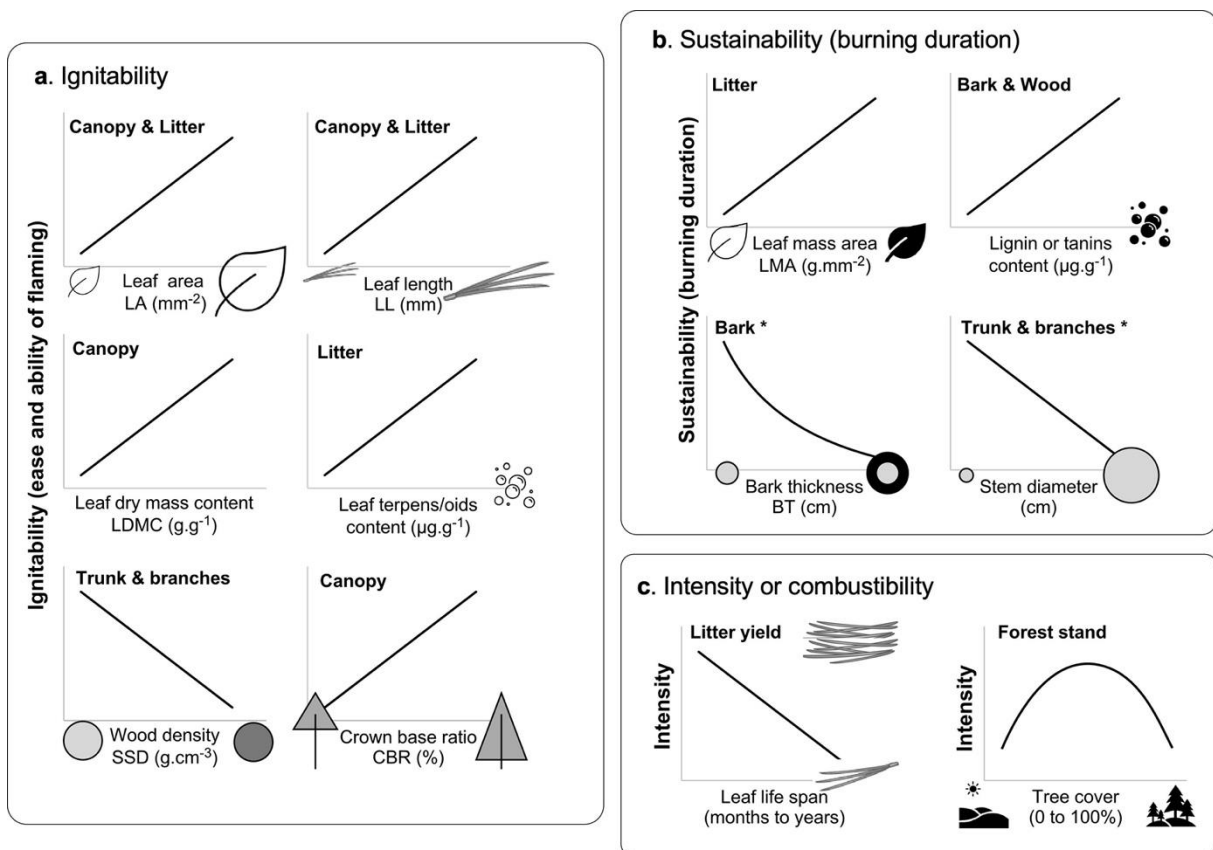 a. Ignitability
Ignitability (ease and ability of flaming)
Canopy & Litter
Leaf area
LA (mm⁻²)
Canopy & Litter
Leaf length
LL (mm)
Canopy
Leaf dry mass content
LDMC (g.g⁻¹)
Litter
Leaf terpens/oids
content (µg.g⁻¹)
Trunk & branches
Wood density
SSD (g.cm⁻³)
Canopy
Crown base ratio
CBR (%)
b. Sustainability (burning duration)
Sustainability (burning duration)
Litter
Leaf mass area
LMA (g.mm⁻²)
Bark & Wood
Lignin or tanins
content (µg.g⁻¹)
Bark *
Bark thickness
BT (cm)
Trunk & branches *
Stem diameter
(cm)
c. Intensity or combustibility
Litter yield
Intensity
Leaf life span
(months to years)
Forest stand
Intensity
Tree cover
(0 to 100%)